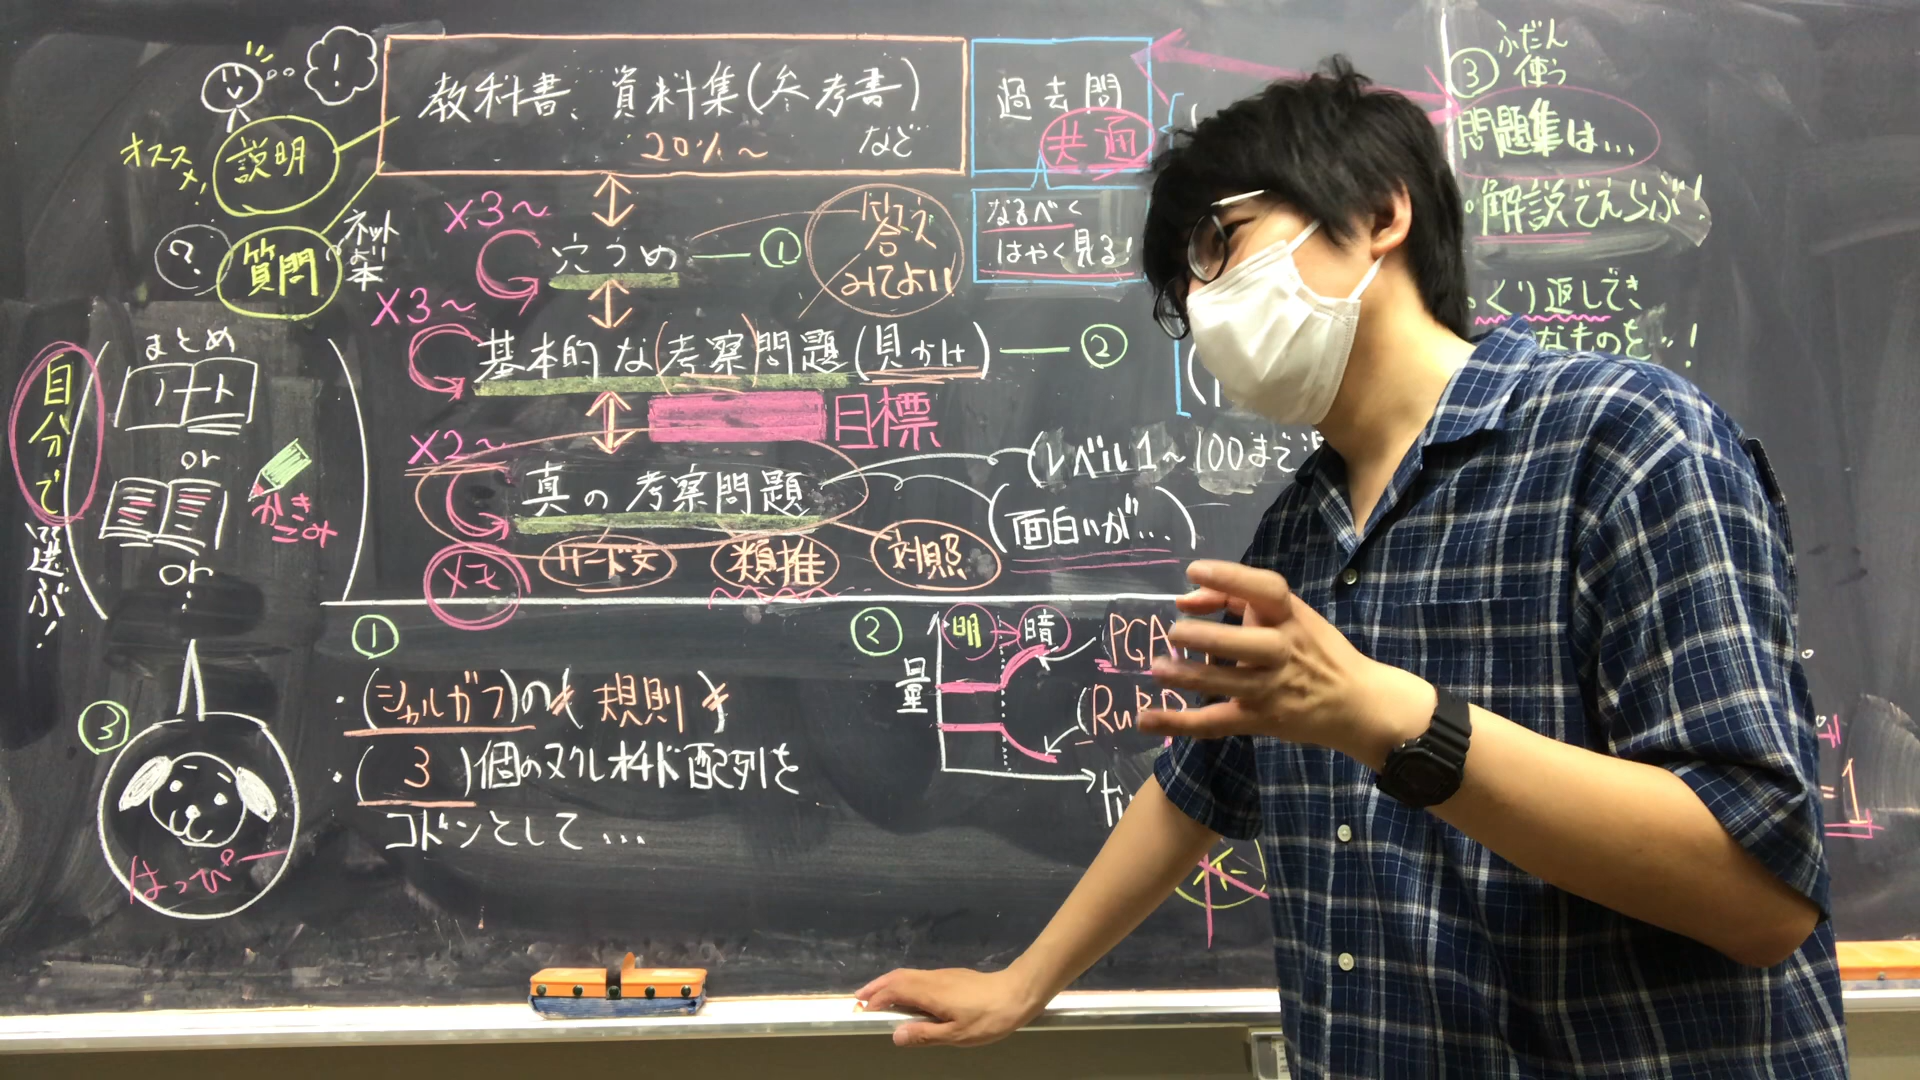 !
教科書、資料集(参考書)
など
20%~
オススメ!
説明
?
質問
ネット
本
過去問
共通
なるべく
はやく見る!
③
ふだん
使う
問題集は...
・解説でえらぶ!
・くり返しでき
なものを..!
×3~
穴うめ
①
答え
みてよい!
×3~
基本的な(考察)問題(見かけ)
②
目標
×2~
真の考察問題
(レベル1~100まで
(面白いが...)
×モ
リード文
類推
対照
自分で
選ぶ!
まとめ
ノート
or
かき
こみ
or
③
はっぴー
①
・(シャルガフ)の(規則)
・(3)個のヌクレオチド配列を
コドンとして...
②
量
明
暗
PGA
(RuBP
=1